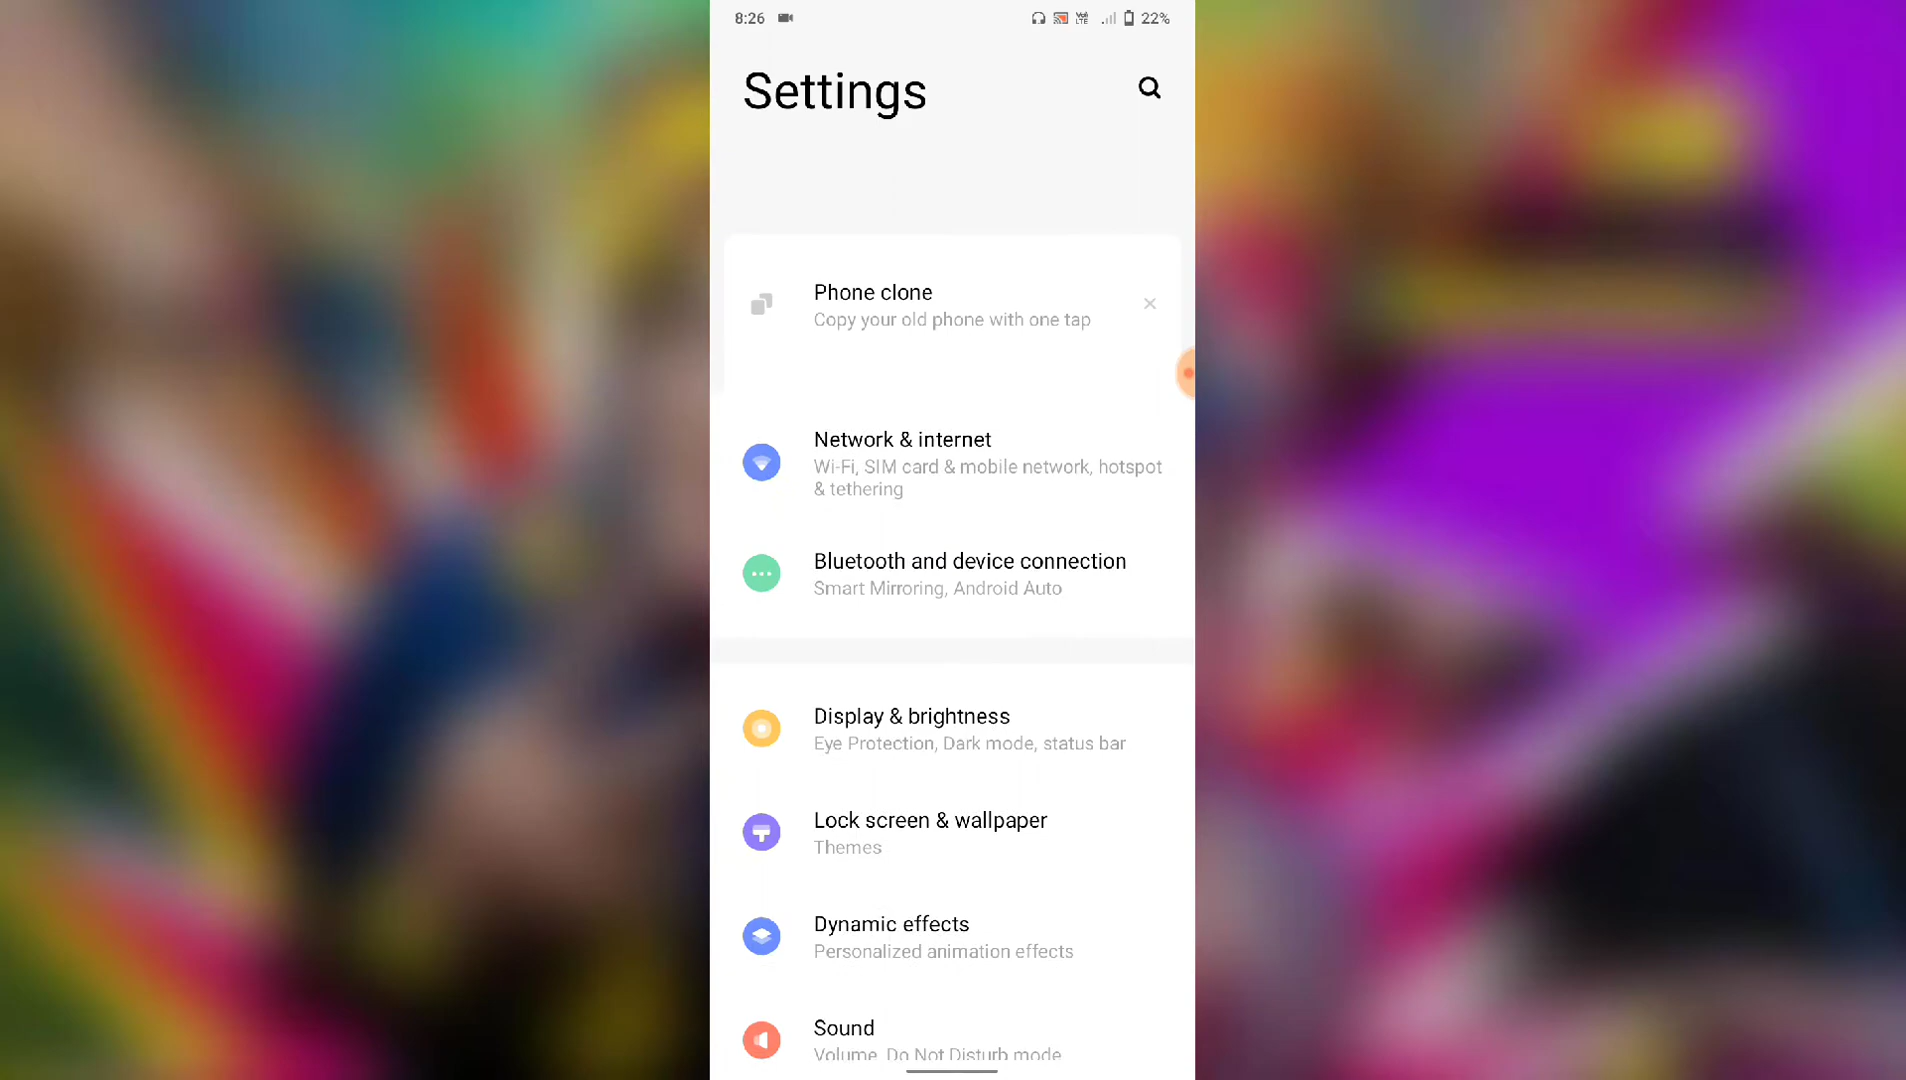 8:26
Vo LTE
22%
Settings
Phone clone
Copy your old phone with one tap
Network & internet
Wi-Fi, SIM card & mobile network, hotspot
& tethering
Bluetooth and device connection
Smart Mirroring, Android Auto
Display & brightness
Eye Protection, Dark mode, status bar
Lock screen & wallpaper
Themes
Dynamic effects
Personalized animation effects
Sound
Volume, Do Not Disturb mode